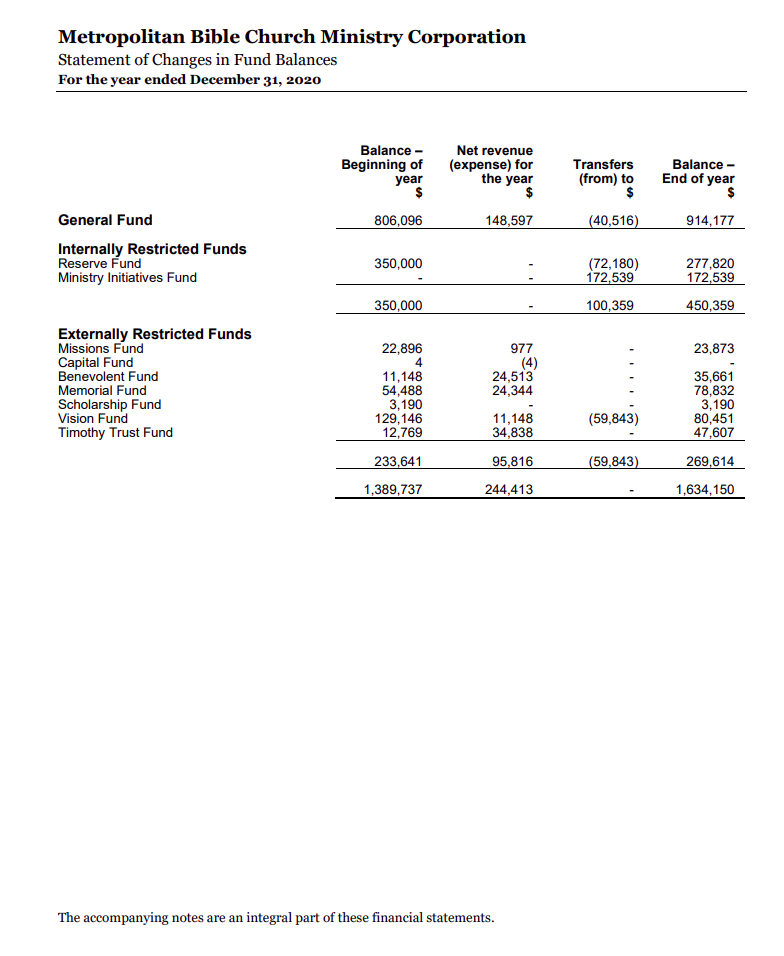 Metropolitan Bible Church Ministry Corporation
Statement of Changes in Fund Balances
For the year ended December 31, 2020
Balance – Beginning of year $ Net revenue (expense) for the year $ Transfers (from) to $ Balance – End of year $
General Fund 806,096 148,597 (40,516) 914,177
Internally Restricted Funds
Reserve Fund 350,000 - (72,180) 277,820
Ministry Initiatives Fund - - 172,539 172,539
350,000 - 100,359 450,359
Externally Restricted Funds
Missions Fund 22,896 977 - 23,873
Capital Fund 4 (4) - -
Benevolent Fund 11,148 24,513 - 35,661
Memorial Fund 54,488 24,344 - 78,832
Scholarship Fund 3,190 - - 3,190
Vision Fund 129,146 11,148 (59,843) 80,451
Timothy Trust Fund 12,769 34,838 - 47,607
233,641 95,816 (59,843) 269,614
1,389,737 244,413 - 1,634,150
The accompanying notes are an integral part of these financial statements.